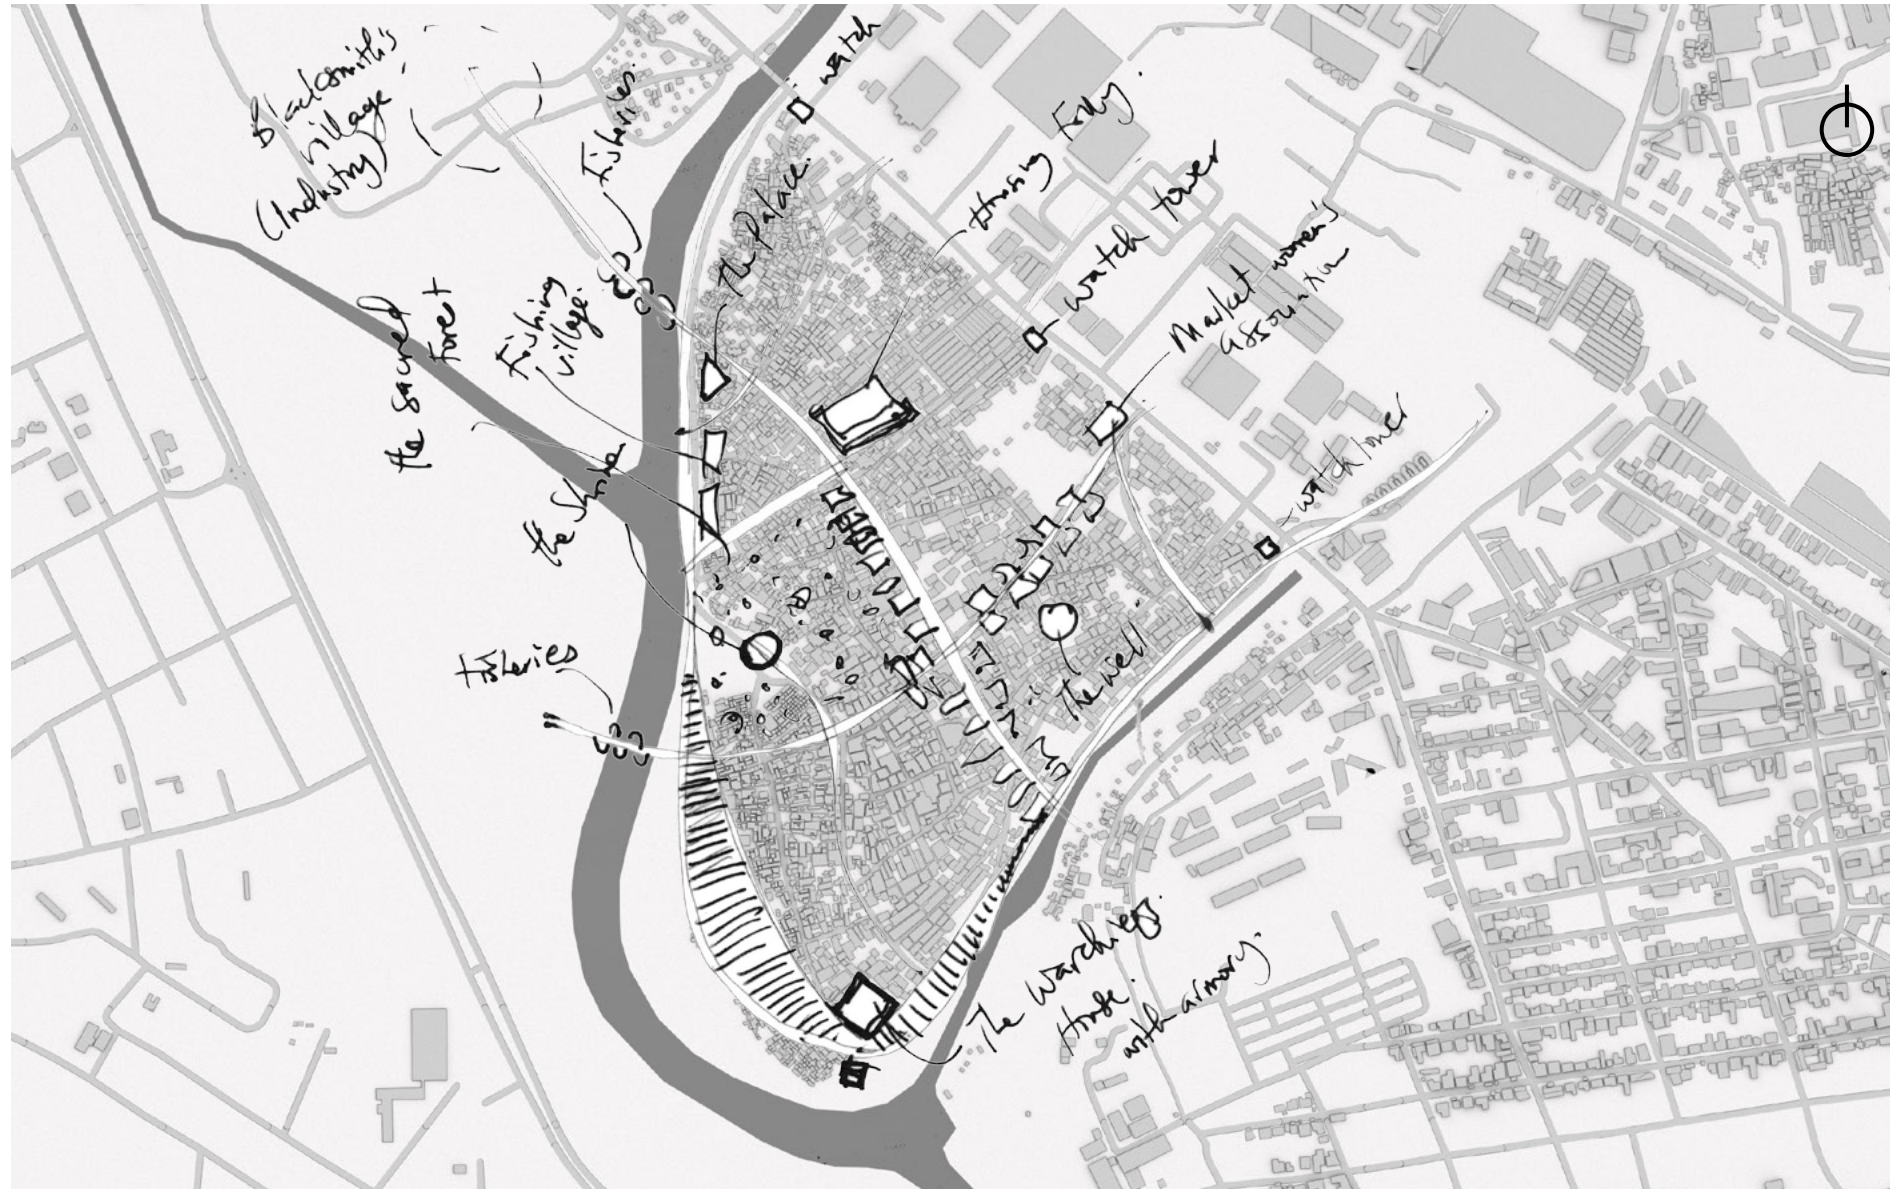 watch
Blacksmith's
village
(Industry)
Fisheries.
The Palace.
Housing Folly.
watch tower
Market women's
association
the sacred
Forest
Fishing
village.
the Shrine
watch tower
Fisheries
The well
The Warchief's
House.
with armory.